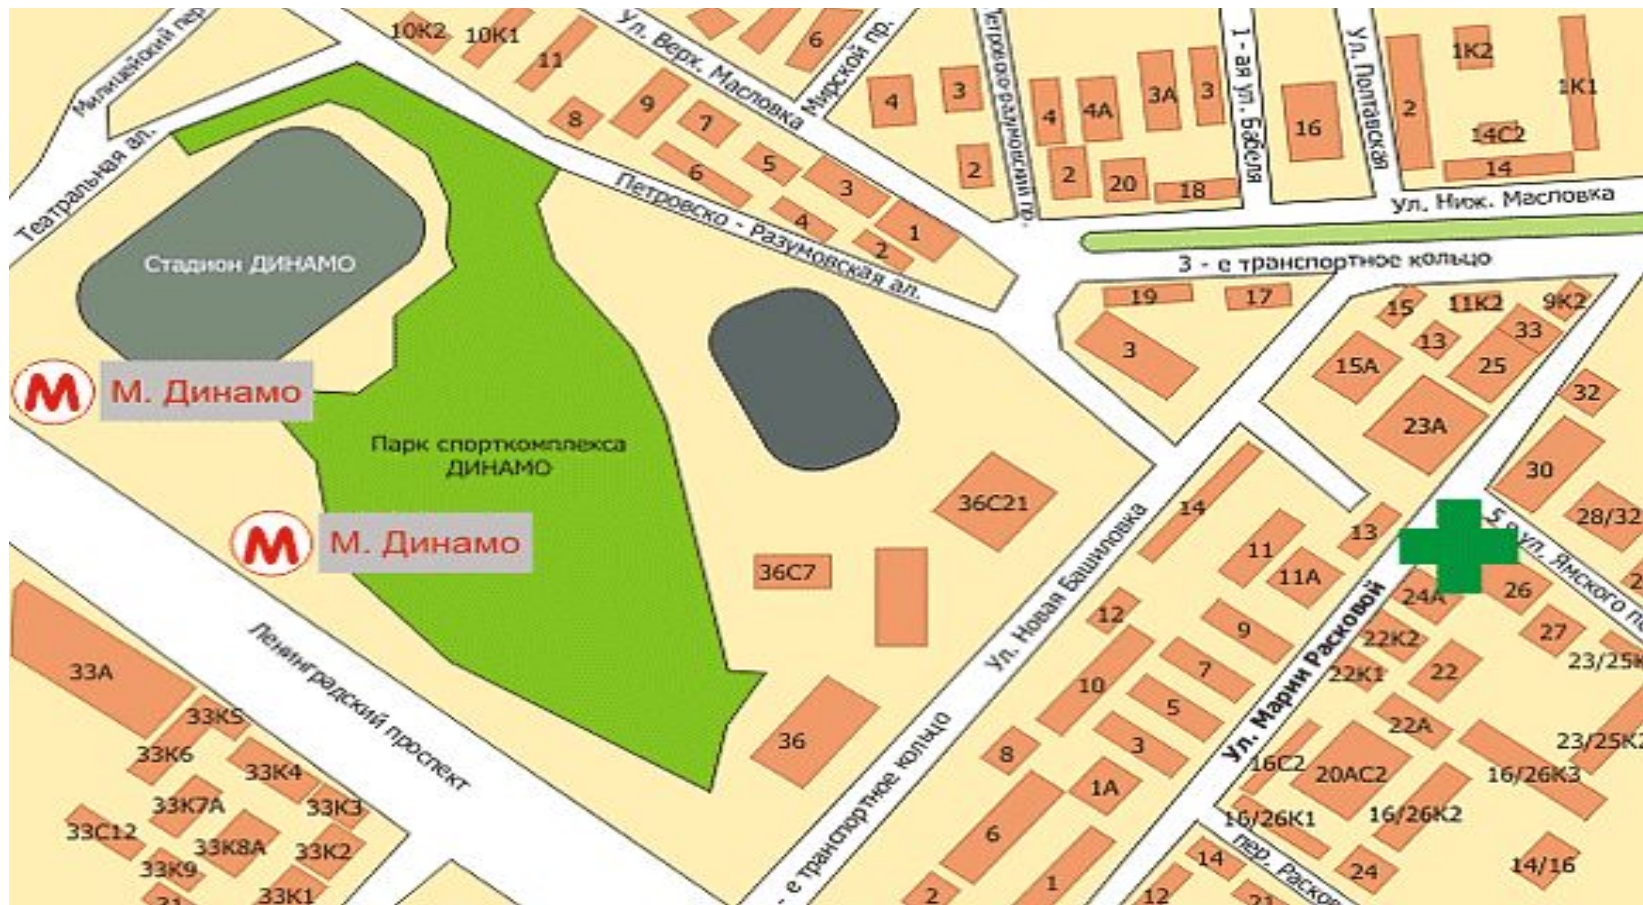 Милицейский пер.
10К2
10К1
11
Ул. Верх. Масловка
6
Мирской пр.
Петровско-разумовский пр.
1 - ая ул. Бабеля
Ул. Полтавская
1К2
1К1
4
3
4
4А
3А
3
16
2
14С2
14
8
9
7
5
3
6
4
2
1
2
2
20
18
Театральная ал.
Петровско - Разумовская ал.
Ул. Ниж. Масловка
3 - е транспортное кольцо
Стадион ДИНАМО
19
17
15
11К2
9К2
33
13
3
15А
25
32
М. Динамо
23А
Парк спорткомплекса
ДИНАМО
30
36С21
14
28/32
13
М. Динамо
36С7
11
11А
Ул. Новая Башиловка
24А
26
12
9
22К2
27
7
22К1
22
10
5
22А
3
8
16С2
20АС2
16/26К3
23/25К2
1А
16/26К1
16/26К2
6
Ул. Марии Расковой
Ленинградский проспект
33А
33К5
33К6
33К4
36
33К7А
33К3
33С12
33К8А
33К2
33К9
33К1
- е транспортное кольцо
14
24
14/16
2
1
12